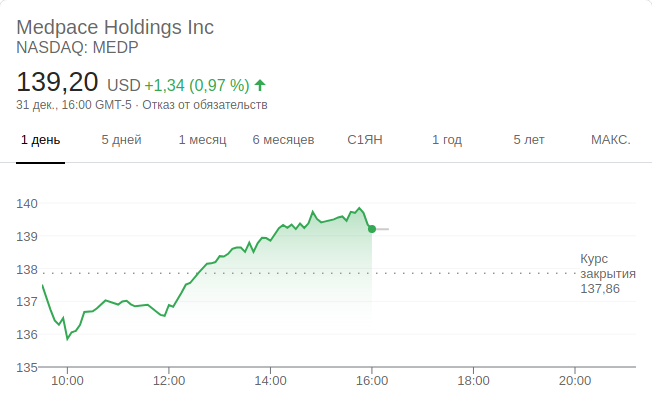 Medpace Holdings Inc
NASDAQ: MEDP
139,20 USD +1,34 (0,97 %)
31 дек., 16:00 GMT-5 · Отказ от обязательств
1 день 5 дней 1 месяц 6 месяцев С1ЯН 1 год 5 лет МАКС.
140
139
138
137
136
135
Курс
закрытия
137,86
10:00 12:00 14:00 16:00 18:00 20:00